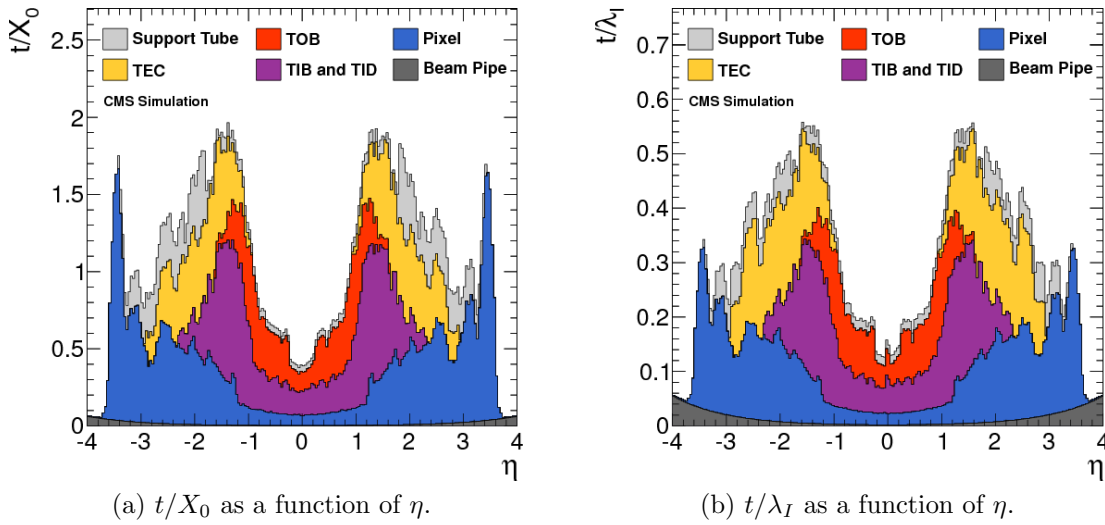 t/X₀
2.5
2
1.5
1
0.5
0
Support Tube TOB Pixel
TEC TIB and TID Beam Pipe
CMS Simulation
-4 -3 -2 -1 0 1 2 3 4
η
(a) t/X₀ as a function of η.
t/λ_I
0.7
0.6
0.5
0.4
0.3
0.2
0.1
0
Support Tube TOB Pixel
TEC TIB and TID Beam Pipe
CMS Simulation
-4 -3 -2 -1 0 1 2 3 4
η
(b) t/λ_I as a function of η.